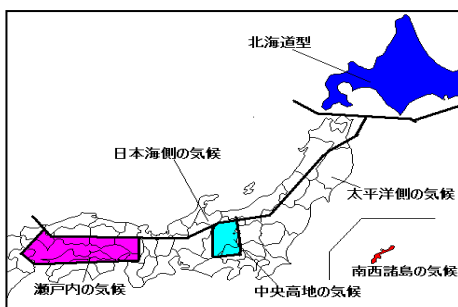 北海道型
日本海側の気候
太平洋側の気候
瀬戸内の気候
中央高地の気候
南西諸島の気候